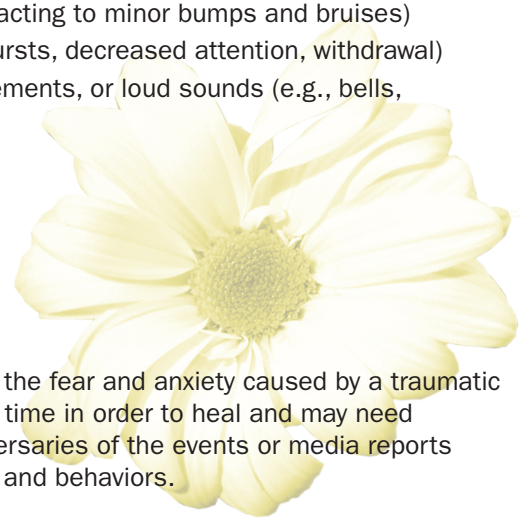 acting to minor bumps and bruises)
ursts, decreased attention, withdrawal)
ements, or loud sounds (e.g., bells,
the fear and anxiety caused by a traumatic
time in order to heal and may need
ersaries of the events or media reports
and behaviors.